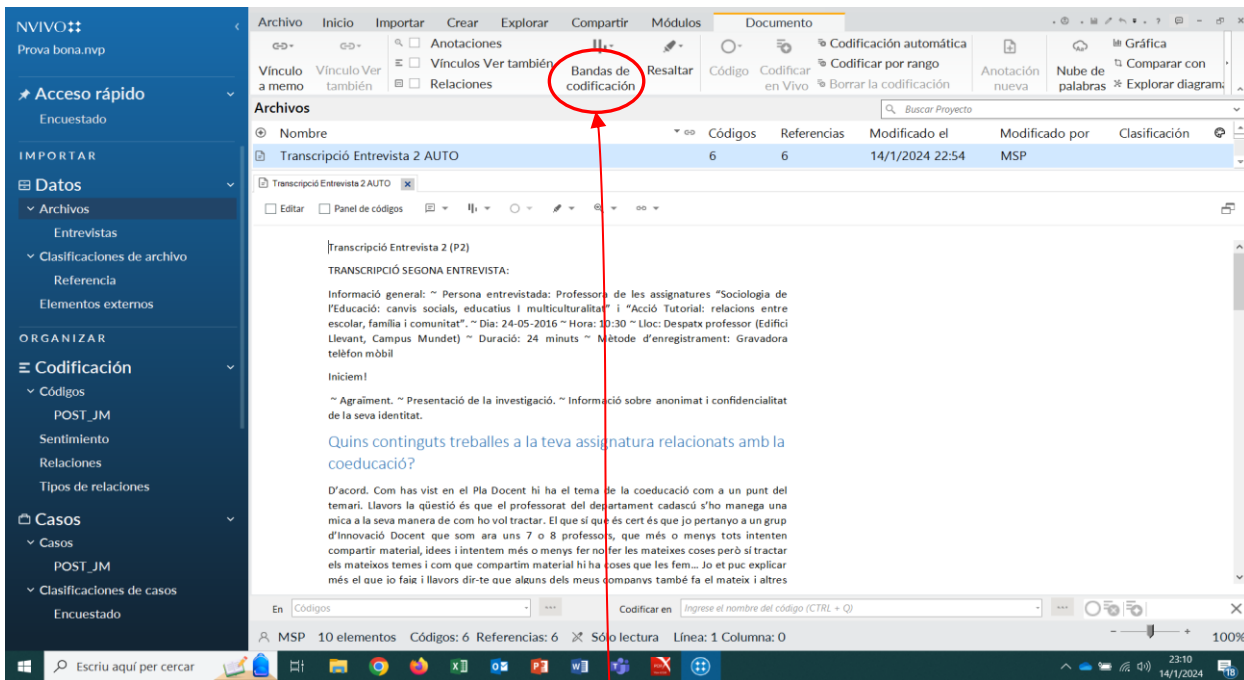 NVIVO
Prova bona.nvp
Acceso rápido
Encuestado
IMPORTAR
Datos
Archivos
Entrevistas
Clasificaciones de archivo
Referencia
Elementos externos
ORGANIZAR
Codificación
Códigos
POST_JM
Sentimiento
Relaciones
Tipos de relaciones
Casos
Casos
POST_JM
Clasificaciones de casos
Encuestado
Archivo Inicio Importar Crear Explorar Compartir Módulos Documento
Vínculo a memo
Vínculo Ver también
Anotaciones
Vínculos Ver también
Relaciones
Bandas de codificación
Resaltar
Código
Codificar en Vivo
Codificación automática
Codificar por rango
Borrar la codificación
Anotación nueva
Nube de palabras
Gráfica
Comparar con
Explorar diagrama
Archivos
Buscar Proyecto
Nombre Códigos Referencias Modificado el Modificado por Clasificación
Transcripció Entrevista 2 AUTO 6 6 14/1/2024 22:54 MSP
Transcripció Entrevista 2 AUTO
Editar Panel de códigos
Transcripció Entrevista 2 (P2)
TRANSCRIPCIÓ SEGONA ENTREVISTA:
Informació general: ~ Persona entrevistada: Professora de les assignatures “Sociologia de
l’Educació: canvis socials, educatius I multiculturalitat” i “Acció Tutorial: relacions entre
escolar, família i comunitat”. ~ Dia: 24-05-2016 ~ Hora: 10:30 ~ Lloc: Despatx professor (Edifici
Llevant, Campus Mundet) ~ Duració: 24 minuts ~ Mètode d’enregistrament: Gravadora
telèfon mòbil
Iniciem!
~ Agraïment. ~ Presentació de la investigació. ~ Informació sobre anonimat i confidencialitat
de la seva identitat.
Quins continguts treballes a la teva assignatura relacionats amb la
coeducació?
D’acord. Com has vist en el Pla Docent hi ha el tema de la coeducació com a un punt del
temari. Llavors la qüestió és que el professorat del departament cadascú s’ho manega una
mica a la seva manera de com ho vol tractar. El que sí que és cert és que jo pertanyo a un grup
d’Innovació Docent que som ara uns 7 o 8 professors, que més o menys tots intenten
compartir material, idees i intentem més o menys fer no fer les mateixes coses però sí tractar
els mateixos temes i com que compartim material hi ha coses que les fem... Jo et puc explicar
més el que jo faig i llavors dir-te que alguns dels meus companys també fa el mateix i altres
En Códigos Codificar en Ingrese el nombre del código (CTRL + Q)
MSP 10 elementos Códigos: 6 Referencias: 6 Sólo lectura Línea: 1 Columna: 0 100%
Escriu aquí per cercar
23:10
14/1/2024
18